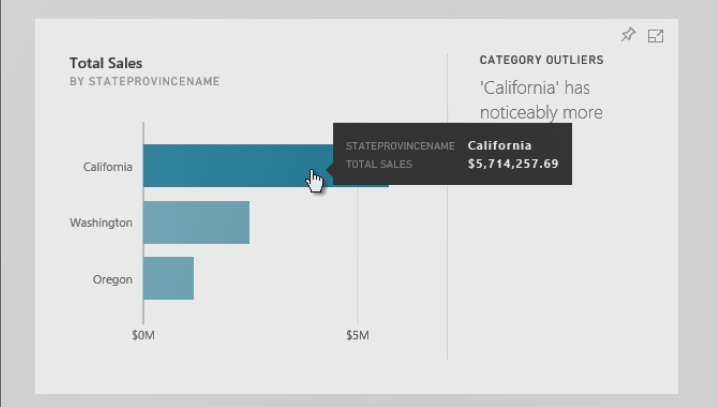 Total Sales
BY STATEPROVINCENAME
California
Washington
Oregon
$0M
$5M
CATEGORY OUTLIERS
'California' has
noticeably more
STATEPROVINCENAME California
TOTAL SALES $5,714,257.69